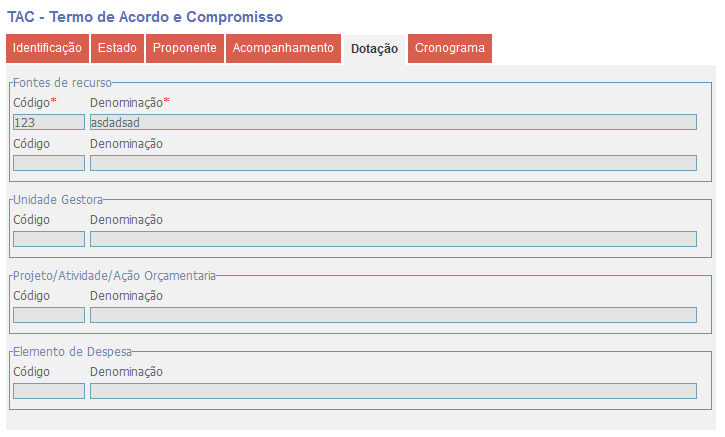 TAC - Termo de Acordo e Compromisso
Identificação Estado Proponente Acompanhamento Dotação Cronograma
Fontes de recurso
Código* Denominação*
123 asdadsad
Código Denominação
Unidade Gestora
Código Denominação
Projeto/Atividade/Ação Orçamentaria
Código Denominação
Elemento de Despesa
Código Denominação